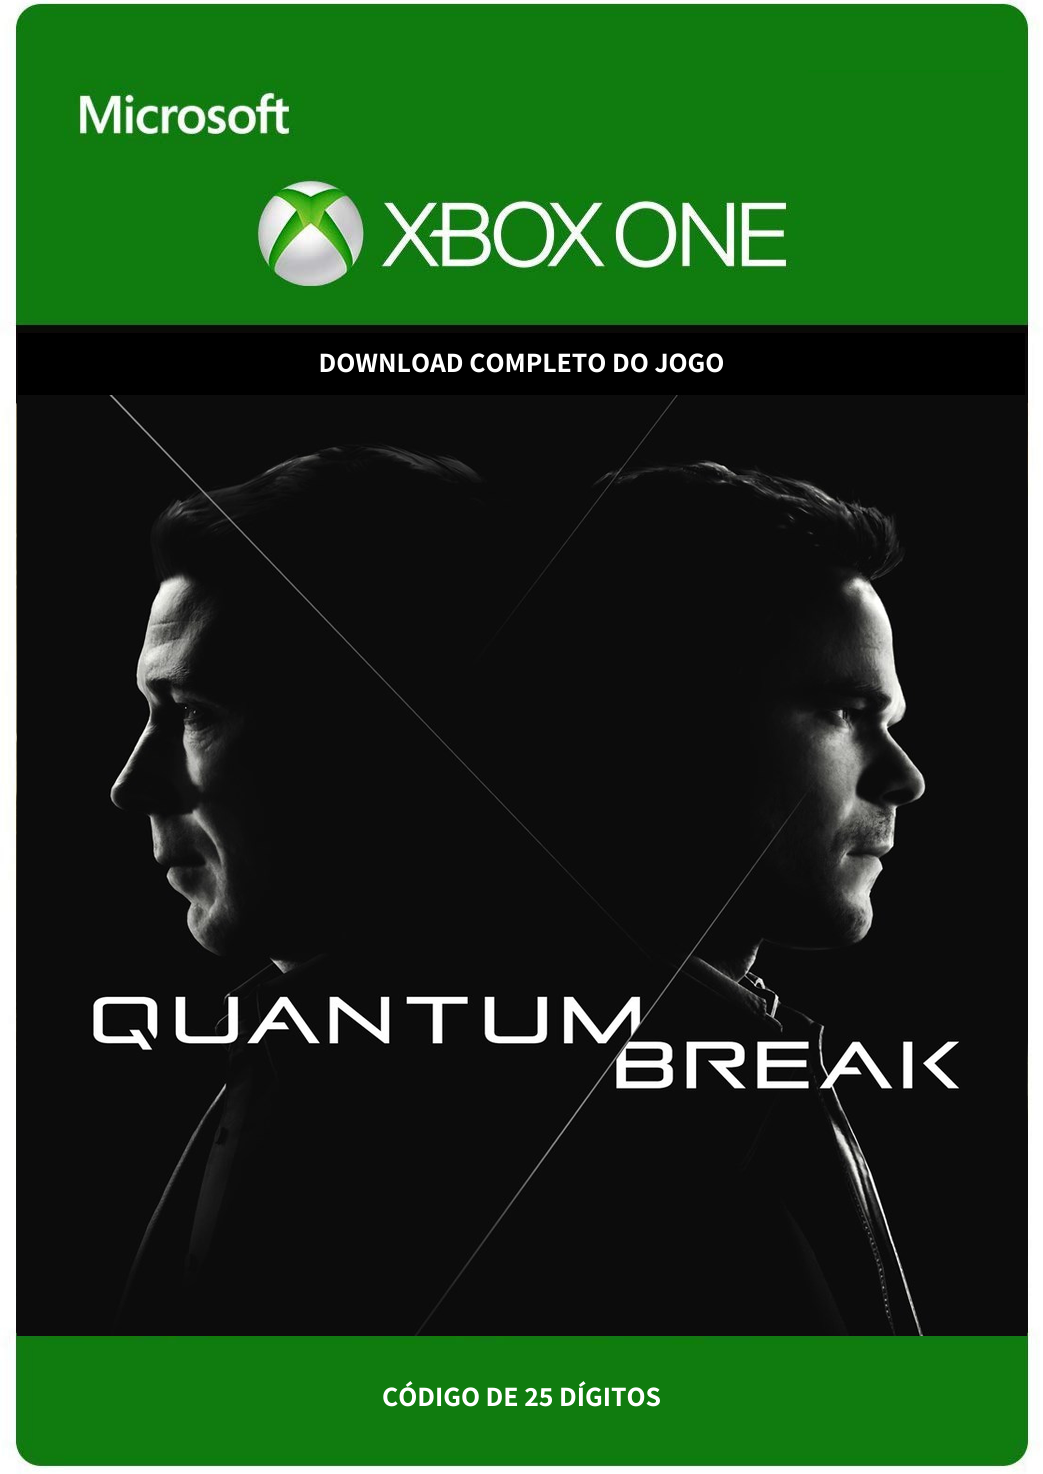 Microsoft
XBOX ONE
DOWNLOAD COMPLETO DO JOGO
QUANTUM
BREAK
CÓDIGO DE 25 DÍGITOS